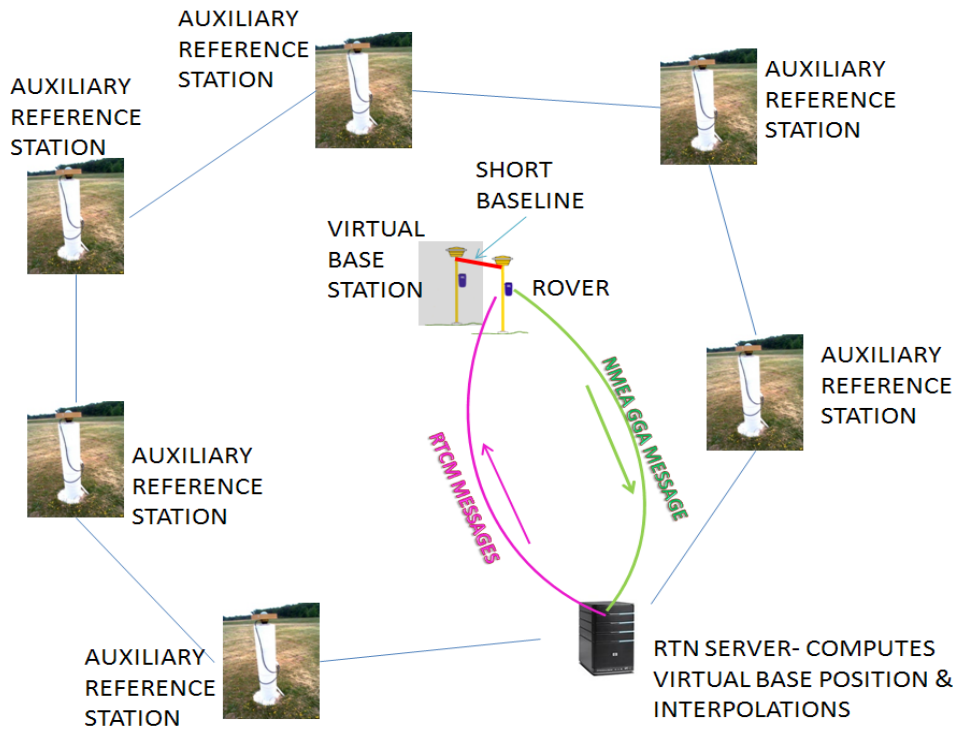 AUXILIARY
REFERENCE
STATION
AUXILIARY
REFERENCE
STATION
AUXILIARY
REFERENCE
STATION
SHORT
BASELINE
VIRTUAL
BASE
STATION
ROVER
AUXILIARY
REFERENCE
STATION
NMEA GGA MESSAGE
RTCM MESSAGES
AUXILIARY
REFERENCE
STATION
AUXILIARY
REFERENCE
STATION
RTN SERVER- COMPUTES
VIRTUAL BASE POSITION &
INTERPOLATIONS